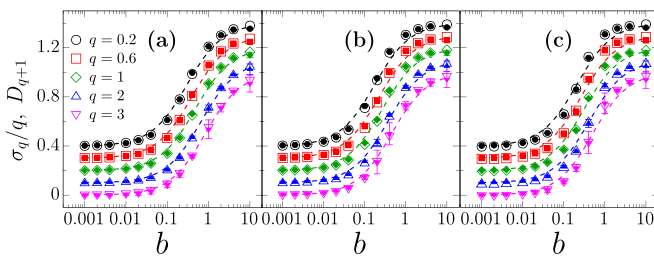 σq/q, Dq+1
1.2
0.8
0.4
0
q = 0.2
q = 0.6
q = 1
q = 2
q = 3
(a)
(b)
(c)
0.001 0.01 0.1 1 10
0.001 0.01 0.1 1 10
0.001 0.01 0.1 1 10
b
b
b